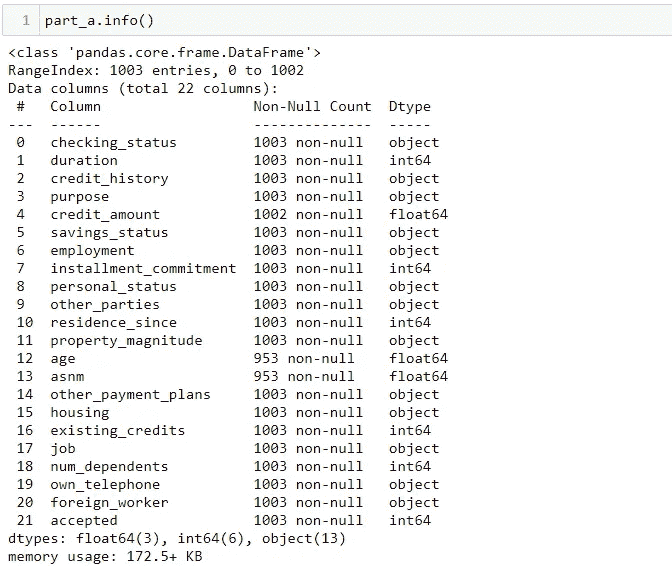 1 part_a.info()
<class 'pandas.core.frame.DataFrame'>
RangeIndex: 1003 entries, 0 to 1002
Data columns (total 22 columns):
 #   Column                  Non-Null Count  Dtype
---  ------                  --------------  -----
 0   checking_status         1003 non-null   object
 1   duration                1003 non-null   int64
 2   credit_history          1003 non-null   object
 3   purpose                 1003 non-null   object
 4   credit_amount           1002 non-null   float64
 5   savings_status          1003 non-null   object
 6   employment              1003 non-null   object
 7   installment_commitment  1003 non-null   int64
 8   personal_status         1003 non-null   object
 9   other_parties           1003 non-null   object
 10  residence_since         1003 non-null   int64
 11  property_magnitude      1003 non-null   object
 12  age                     953 non-null    float64
 13  asnm                    953 non-null    float64
 14  other_payment_plans     1003 non-null   object
 15  housing                 1003 non-null   object
 16  existing_credits        1003 non-null   int64
 17  job                     1003 non-null   object
 18  num_dependents          1003 non-null   int64
 19  own_telephone           1003 non-null   object
 20  foreign_worker          1003 non-null   object
 21  accepted                1003 non-null   int64
dtypes: float64(3), int64(6), object(13)
memory usage: 172.5+ KB